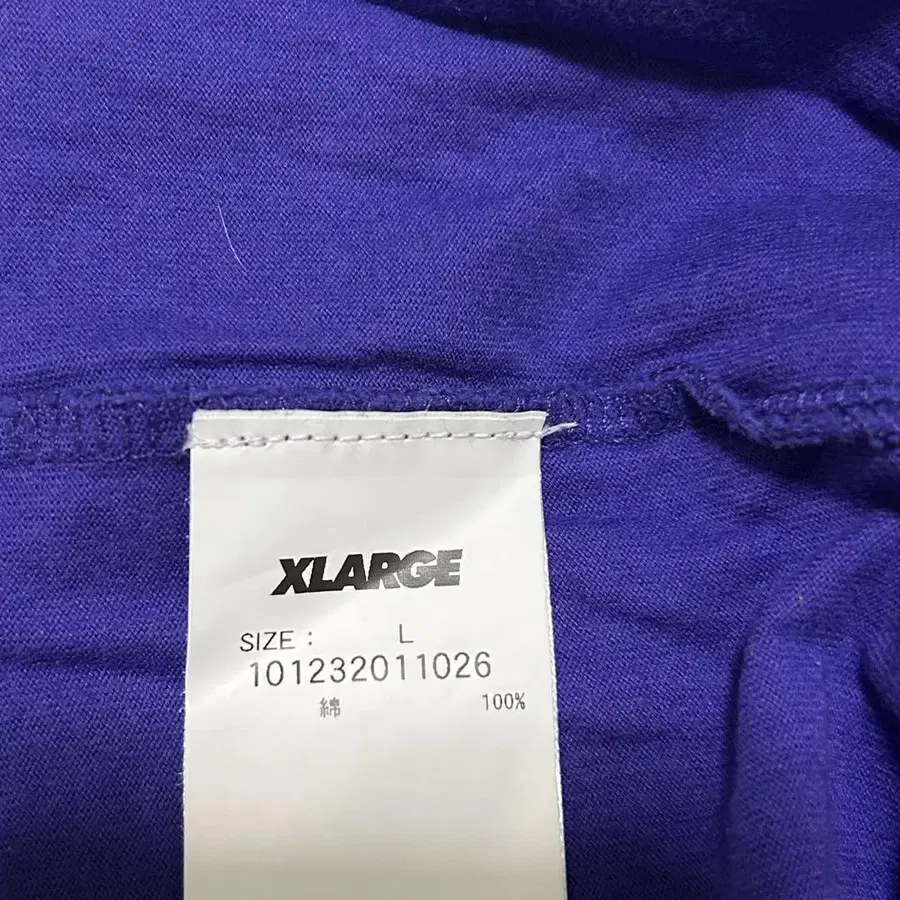 XLARGE
SIZE : L
101232011026
綿 100%